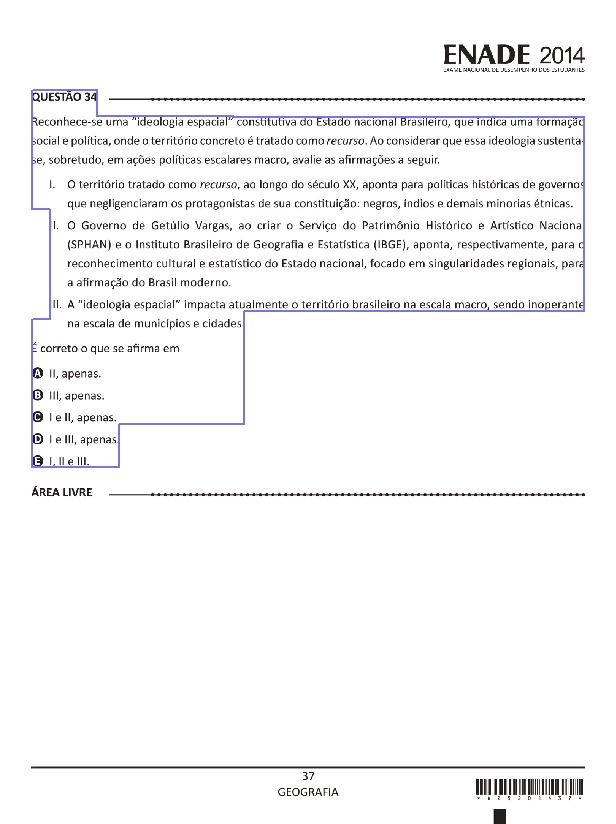 ENADE 2014
EXAME NACIONAL DE DESEMPENHO DOS ESTUDANTES
QUESTÃO 34
Reconhece-se uma “ideologia espacial” constitutiva do Estado nacional Brasileiro, que indica uma formação
social e política, onde o território concreto é tratado como recurso. Ao considerar que essa ideologia sustenta-
se, sobretudo, em ações políticas escalares macro, avalie as afirmações a seguir.
I. O território tratado como recurso, ao longo do século XX, aponta para políticas históricas de governos
que negligenciaram os protagonistas de sua constituição: negros, índios e demais minorias étnicas.
I. O Governo de Getúlio Vargas, ao criar o Serviço do Patrimônio Histórico e Artístico Naciona
(SPHAN) e o Instituto Brasileiro de Geografia e Estatística (IBGE), aponta, respectivamente, para o
reconhecimento cultural e estatístico do Estado nacional, focado em singularidades regionais, para
a afirmação do Brasil moderno.
II. A “ideologia espacial” impacta atualmente o território brasileiro na escala macro, sendo inoperante
na escala de municípios e cidades
É correto o que se afirma em
A II, apenas.
B III, apenas.
C I e II, apenas.
D I e III, apenas.
E I, II e III.
ÁREA LIVRE
37
GEOGRAFIA